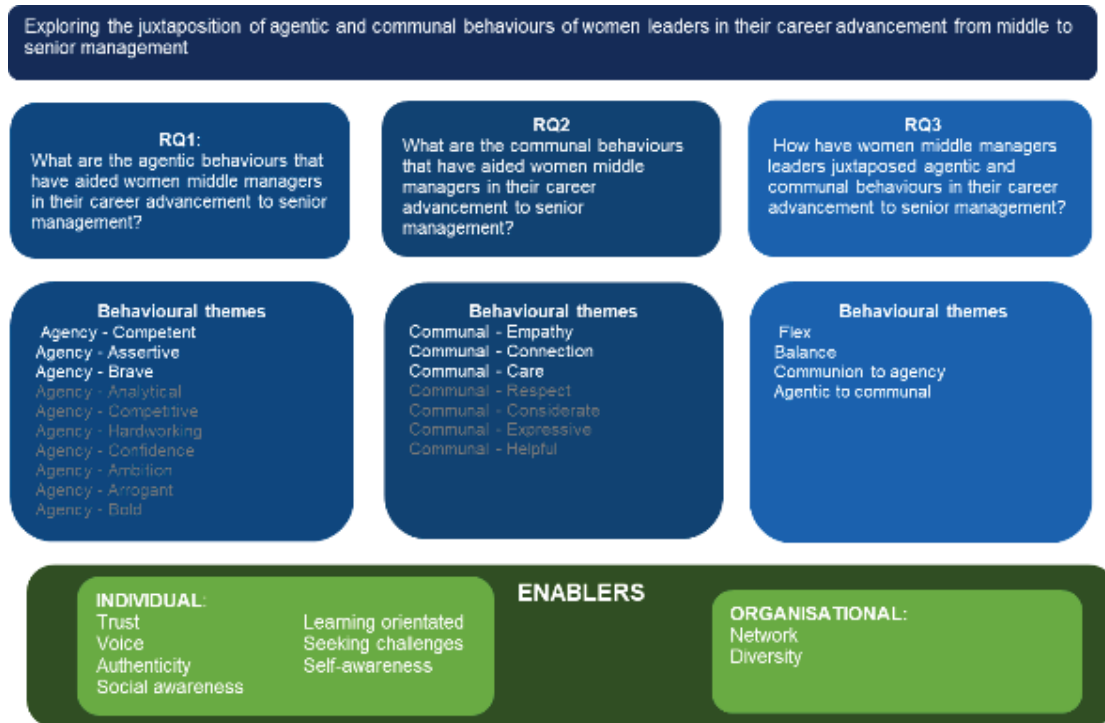 Exploring the juxtaposition of agentic and communal behaviours of women leaders in their career advancement from middle to
senior management
RQ1:
What are the agentic behaviours that
have aided women middle managers
in their career advancement to senior
management?
RQ2
What are the communal behaviours
that have aided women middle
managers in their career
advancement to senior
management?
RQ3
How have women middle managers
leaders juxtaposed agentic and
communal behaviours in their career
advancement to senior management?
Behavioural themes
Agency - Competent
Agency - Assertive
Agency - Brave
Agency - Analytical
Agency - Competitive
Agency - Hardworking
Agency - Confidence
Agency - Ambition
Agency - Arrogant
Agency - Bold
Behavioural themes
Communal - Empathy
Communal - Connection
Communal - Care
Communal - Respect
Communal - Considerate
Communal - Expressive
Communal - Helpful
Behavioural themes
Flex
Balance
Communion to agency
Agentic to communal
ENABLERS
INDIVIDUAL:
Trust
Voice
Authenticity
Social awareness
Learning orientated
Seeking challenges
Self-awareness
ORGANISATIONAL:
Network
Diversity